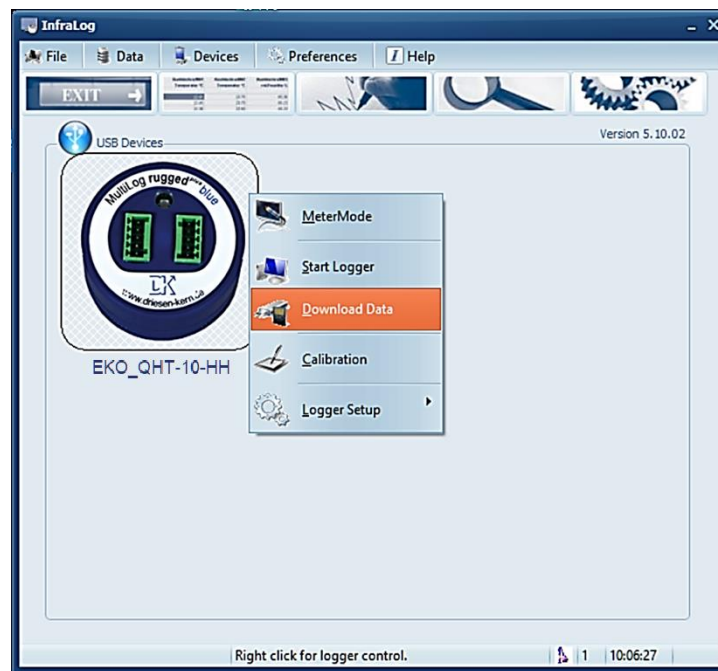 InfraLog
File Data Devices Preferences Help
EXIT
Version 5.10.02
USB Devices
MultiLog rugged plus blue
DK
www.driesen-kern.de
EKO_QHT-10-HH
MeterMode
Start Logger
Download Data
Calibration
Logger Setup
Right click for logger control. 1 10:06:27